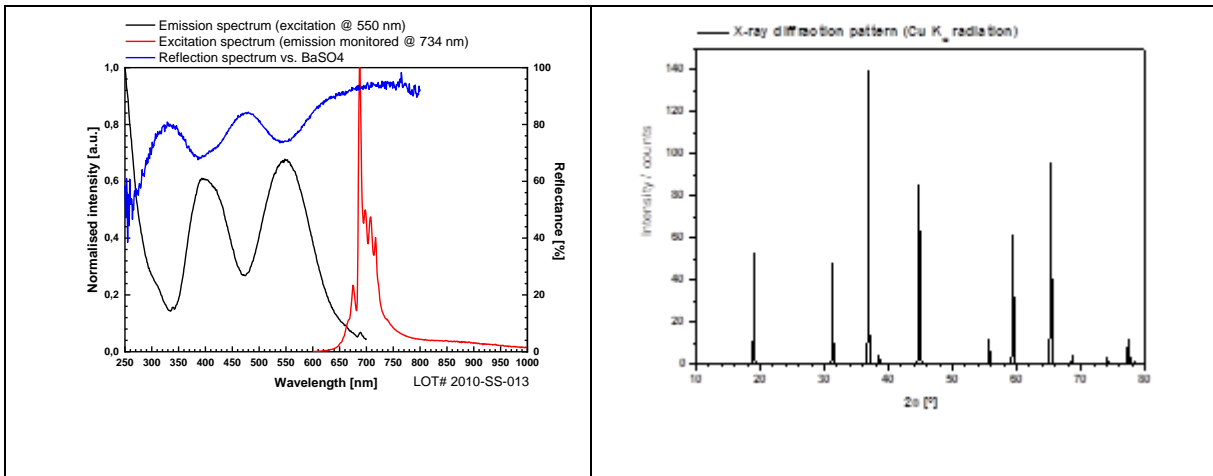 Emission spectrum (excitation @ 550 nm)
Excitation spectrum (emission monitored @ 734 nm)
Reflection spectrum vs. BaSO4
1,0
0,8
0,6
0,4
0,2
0,0
Normalised intensity [a.u.]
100
80
60
40
20
0
Reflectance [%]
250 300 350 400 450 500 550 600 650 700 750 800 850 900 950 1000
Wavelength [nm]
LOT# 2010-SS-013
X-ray diffraction pattern (Cu Kα radiation)
140
120
100
80
60
40
20
0
Intensity / counts
10 20 30 40 50 60 70 80
2Θ [°]